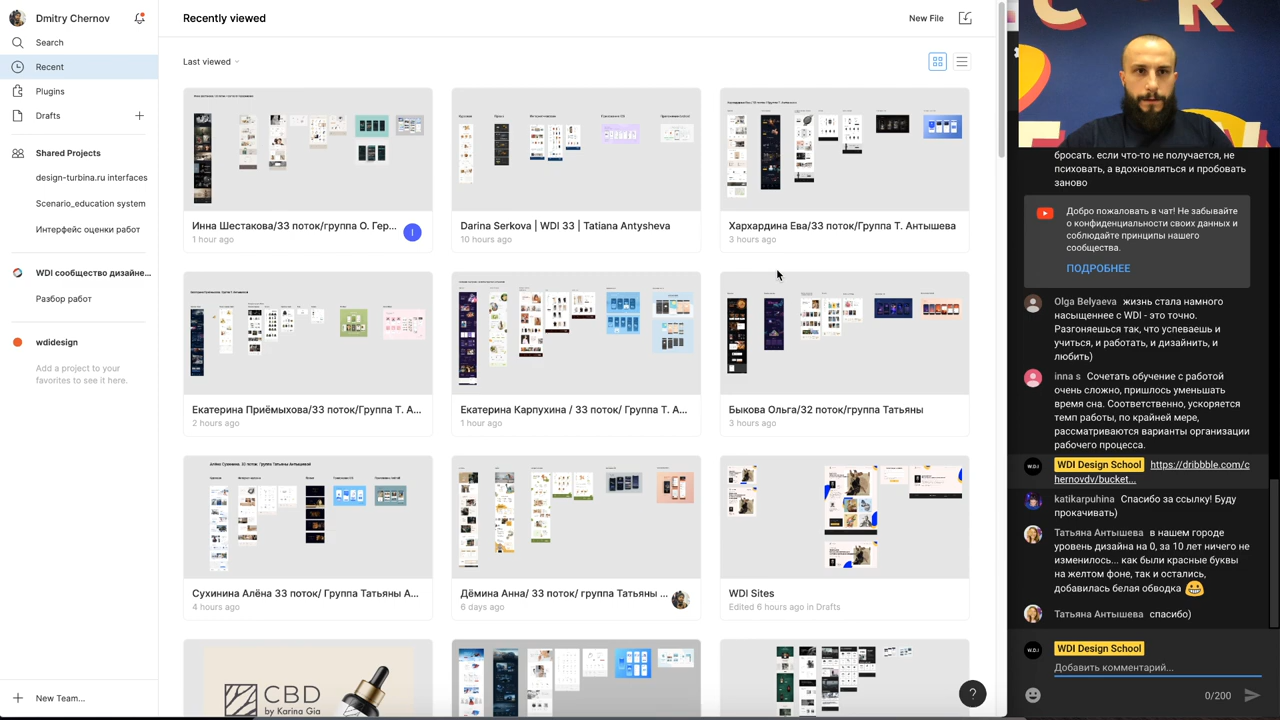 Dmitry Chernov
Search
Recent
Plugins
Drafts
Shared Projects
design-turbina.ru interfaces
Scenario_education system
Интерфейс оценки работ
WDI сообщество дизайне...
Разбор работ
wdidesign
Add a project to your
favorites to see it here.
New Team...
Recently viewed
New File
Last viewed
Инна Шестакова/33 поток/группа О. Гер...
1 hour ago
I
Darina Serkova | WDI 33 | Tatiana Antysheva
10 hours ago
Хархардина Ева/33 поток/Группа Т. Антышева
3 hours ago
Екатерина Приёмыхова/33 поток/Группа Т. А...
2 hours ago
Екатерина Карпухина / 33 поток/ Группа Т. А...
1 hour ago
Быкова Ольга/32 поток/группа Татьяны
3 hours ago
Сухинина Алёна 33 поток/ Группа Татьяны А...
4 hours ago
Дёмина Анна/ 33 поток/ группа Татьяны ...
6 days ago
WDI Sites
Edited 6 hours ago in Drafts
CBD
by Karina Gia
?
бросать. если что-то не получается, не
психовать, а вдохновляться и пробовать
заново
Добро пожаловать в чат! Не забывайте
о конфиденциальности своих данных и
соблюдайте принципы нашего
сообщества.
ПОДРОБНЕЕ
Olga Belyaeva жизнь стала намного
насыщеннее с WDI - это точно.
Разгоняешься так, что успеваешь и
учиться, и работать, и дизайнить, и
любить)
inna s Сочетать обучение с работой
очень сложно, пришлось уменьшать
время сна. Соответственно, ускоряется
темп работы, по крайней мере,
рассматриваются варианты организации
рабочего процесса.
WDI Design School https://dribbble.com/c
hernovdv/bucket...
katikarpuhina Спасибо за ссылку! Буду
прокачивать)
Татьяна Антышева в нашем городе
уровень дизайна на 0, за 10 лет ничего не
изменилось... как были красные буквы
на желтом фоне, так и остались,
добавилась белая обводка
Татьяна Антышева спасибо)
WDI Design School
Добавить комментарий...
0/200